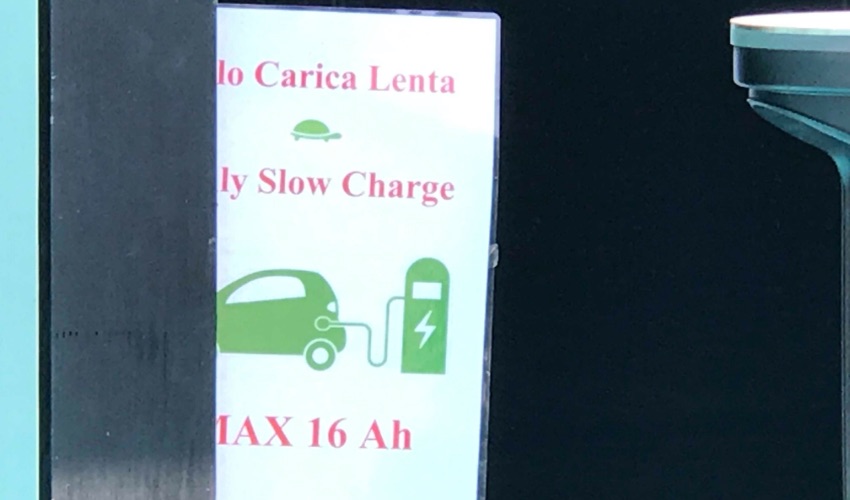 lo Carica Lenta
ly Slow Charge
MAX 16 Ah